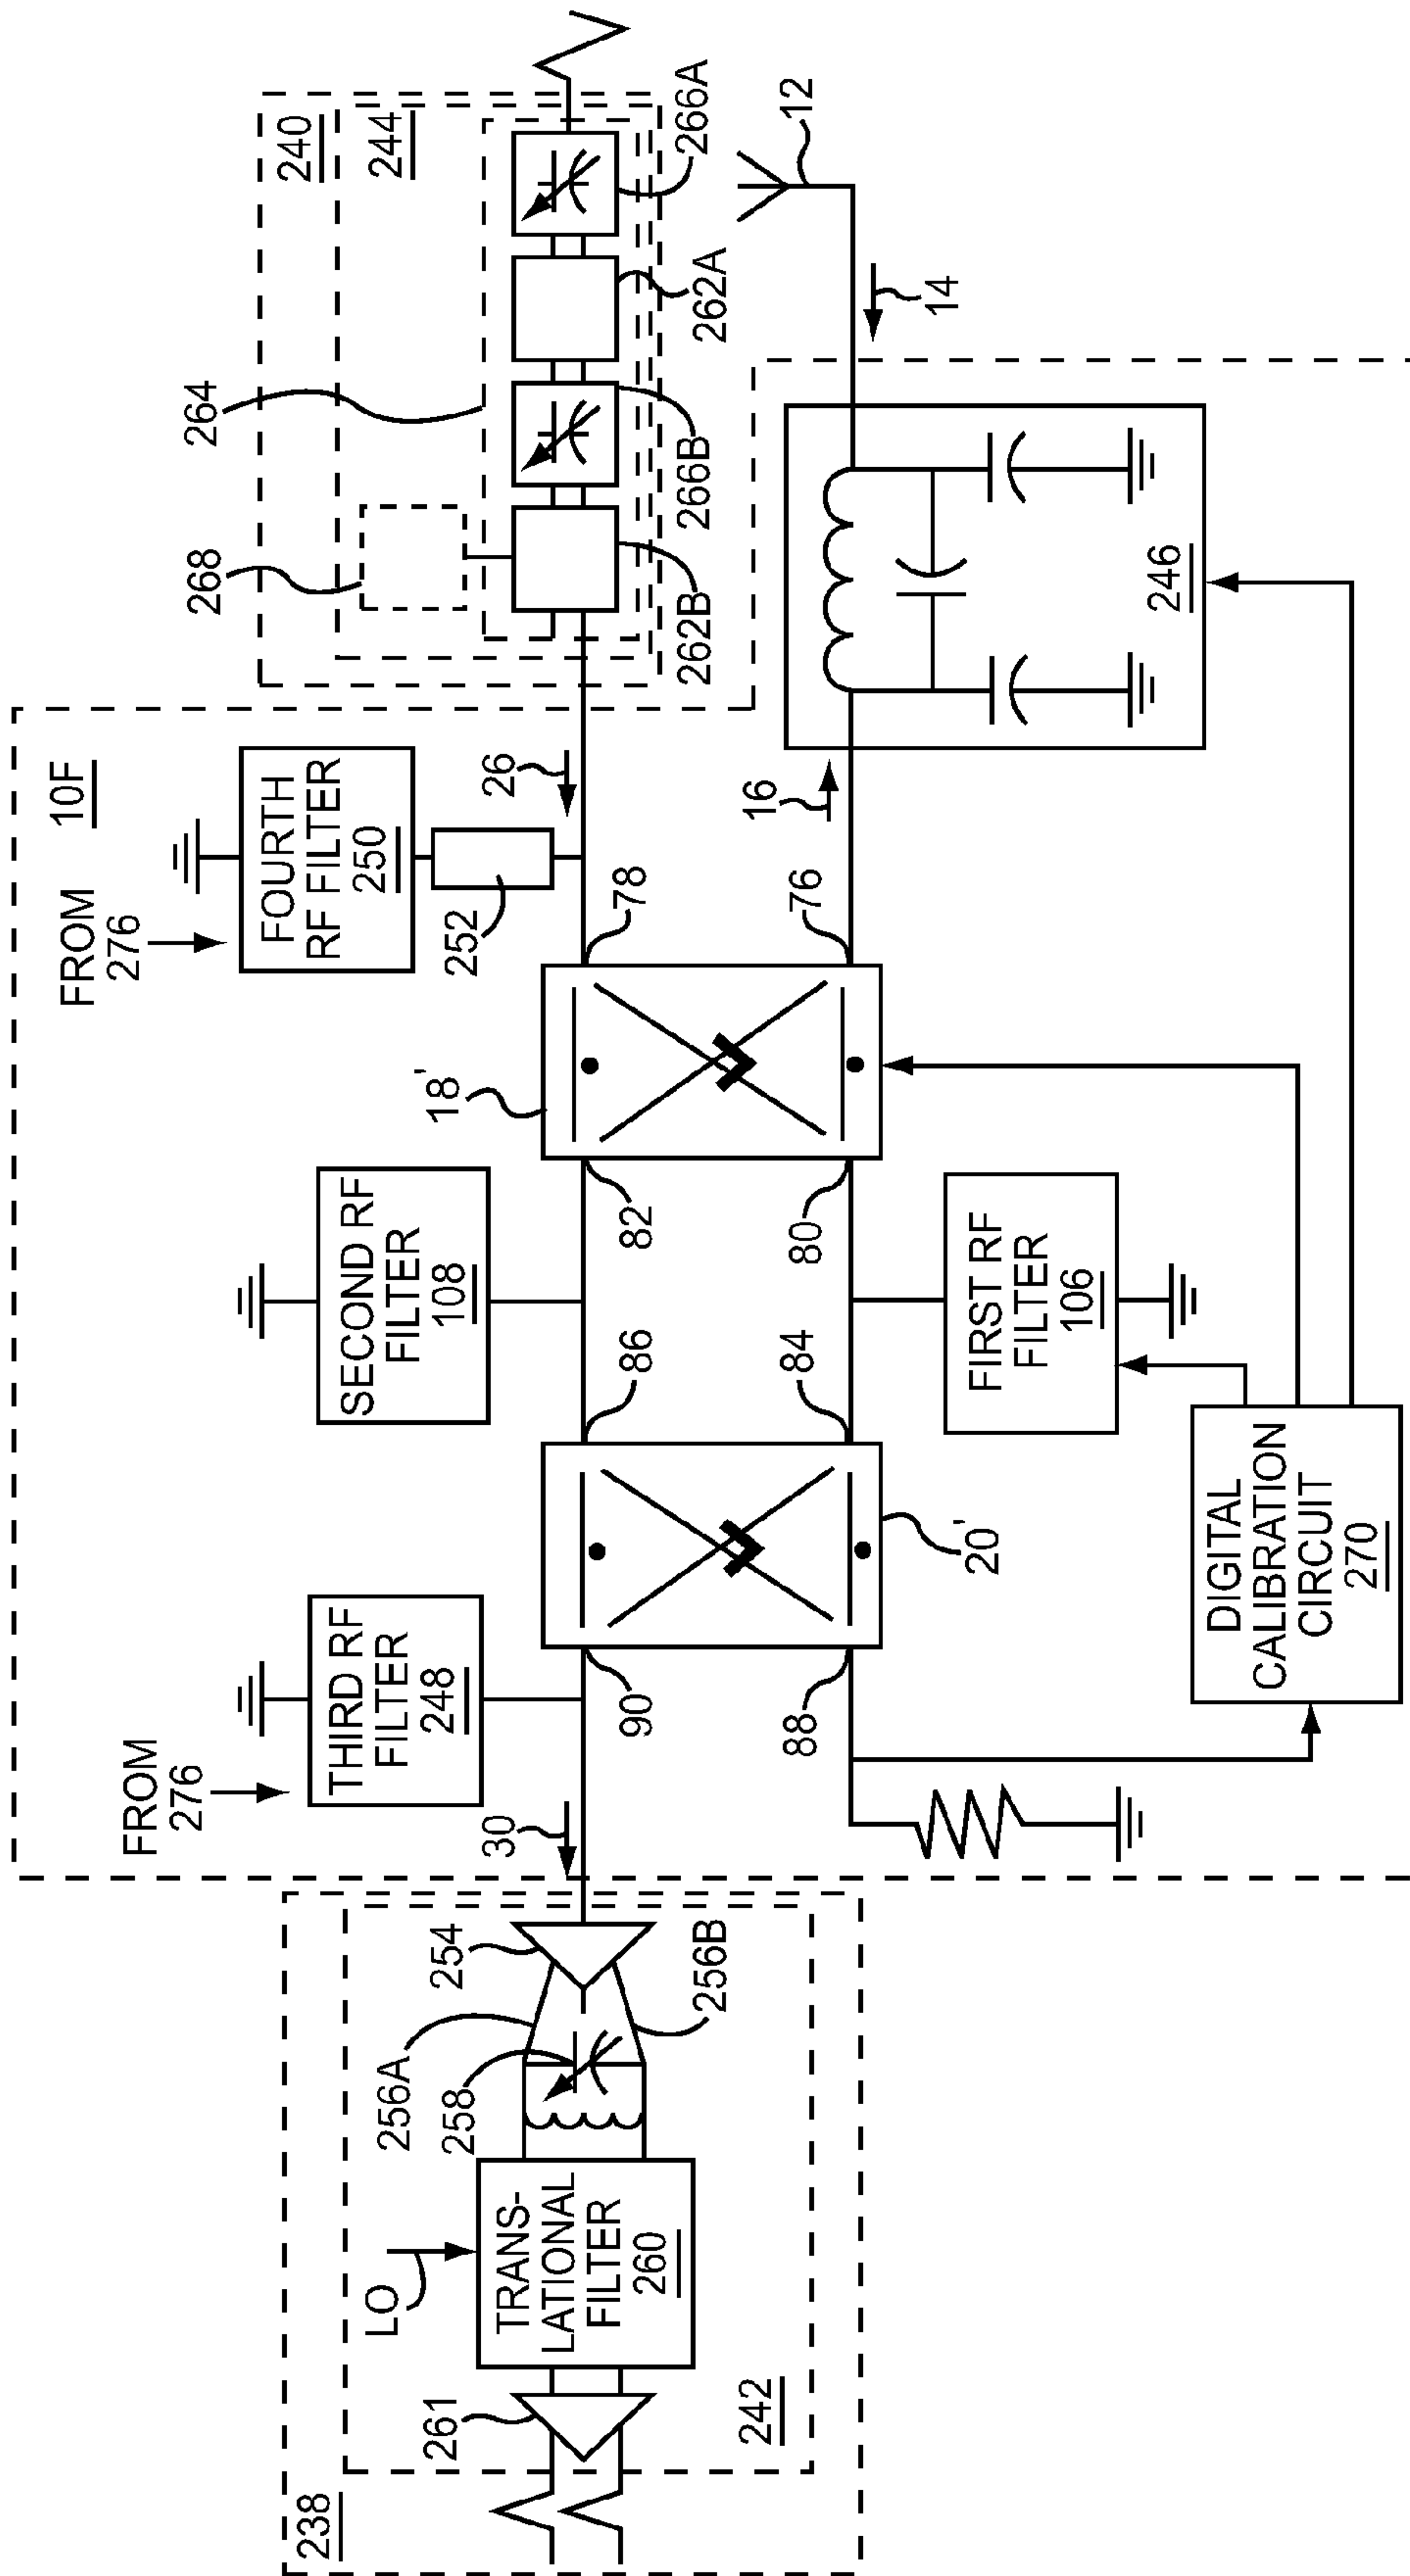 240
244
266A
12
262A
14
264
266B
268
262B
246
10F
FOURTH
RF FILTER
250
FROM
276
26
16
252
78
76
18'
SECOND RF
FILTER
108
82
80
86
84
FIRST RF
FILTER
106
20'
DIGITAL
CALIBRATION
CIRCUIT
270
THIRD RF
FILTER
248
FROM
276
90
88
30
254
256B
256A
258
TRANS-
LATIONAL
FILTER
260
LO
261
242
238